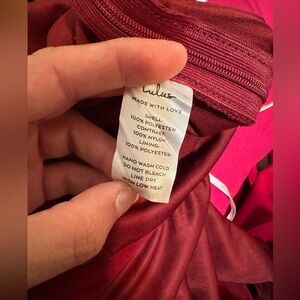 Lulus
MADE WITH LOVE
SHELL:
100% POLYESTER
CONTRAST:
100% NYLON
LINING:
100% POLYESTER
HAND WASH COLD
DO NOT BLEACH
LINE DRY
LOW HEAT